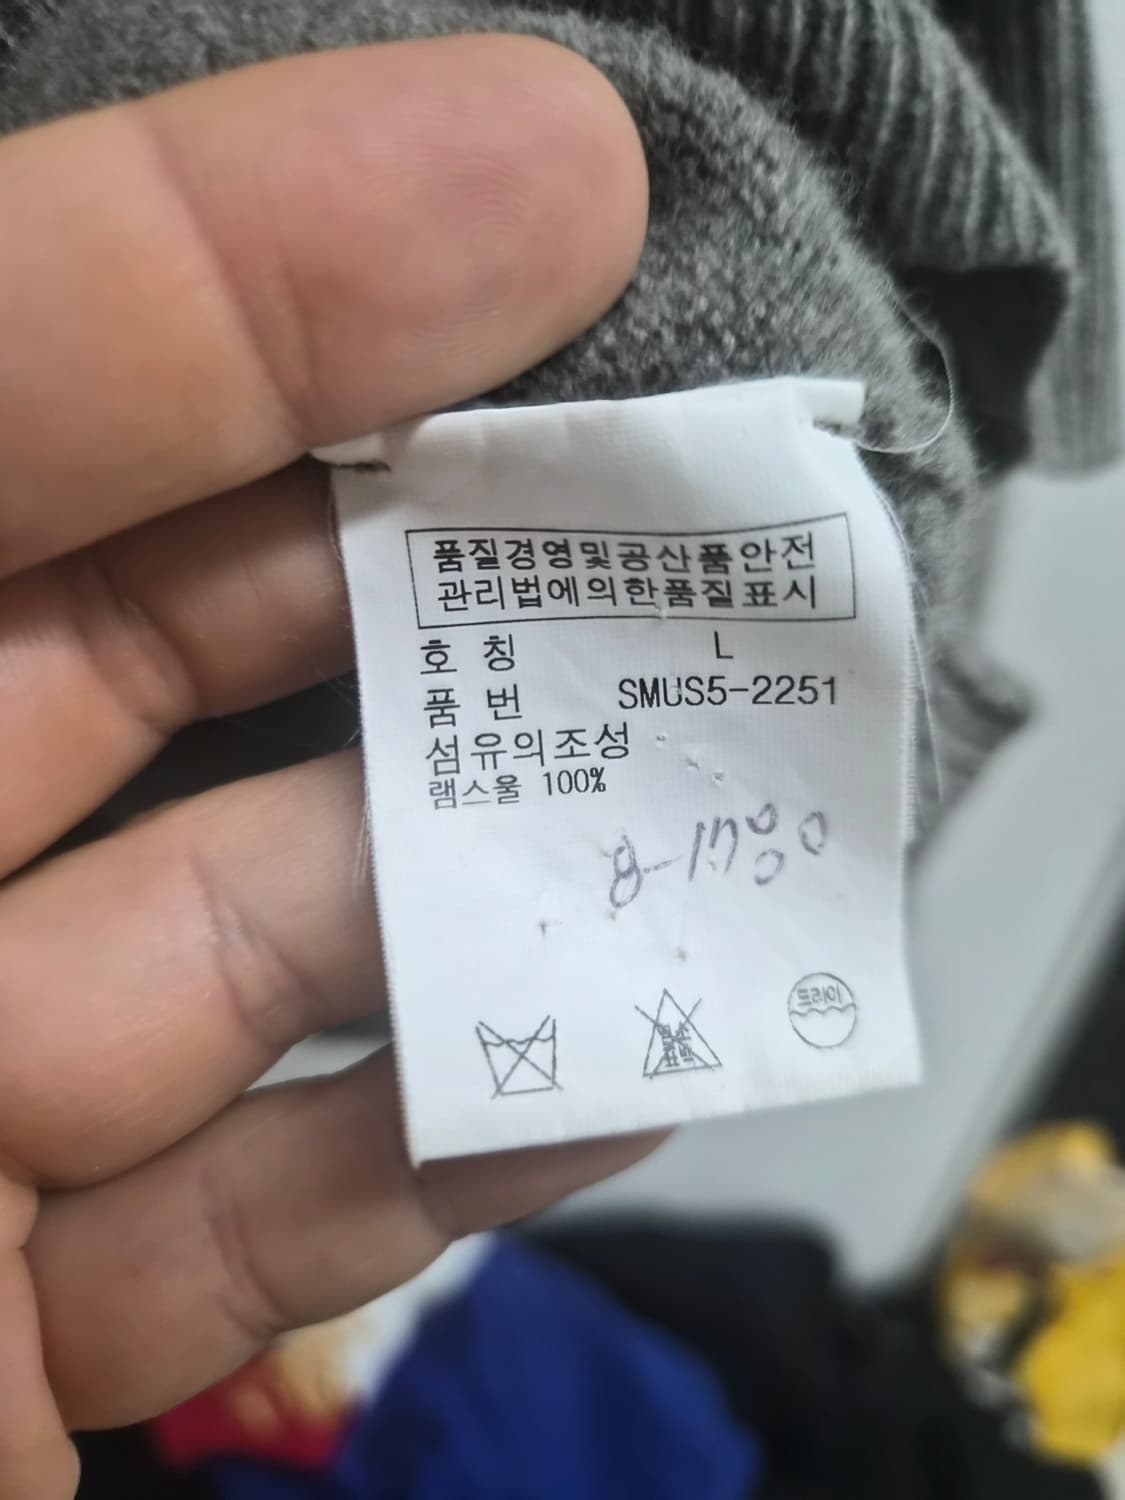 품질경영및공산품안전
관리법에의한품질표시
호 칭 L
품 번 SMUS5-2251
섬유의조성
램스울 100%
드라이